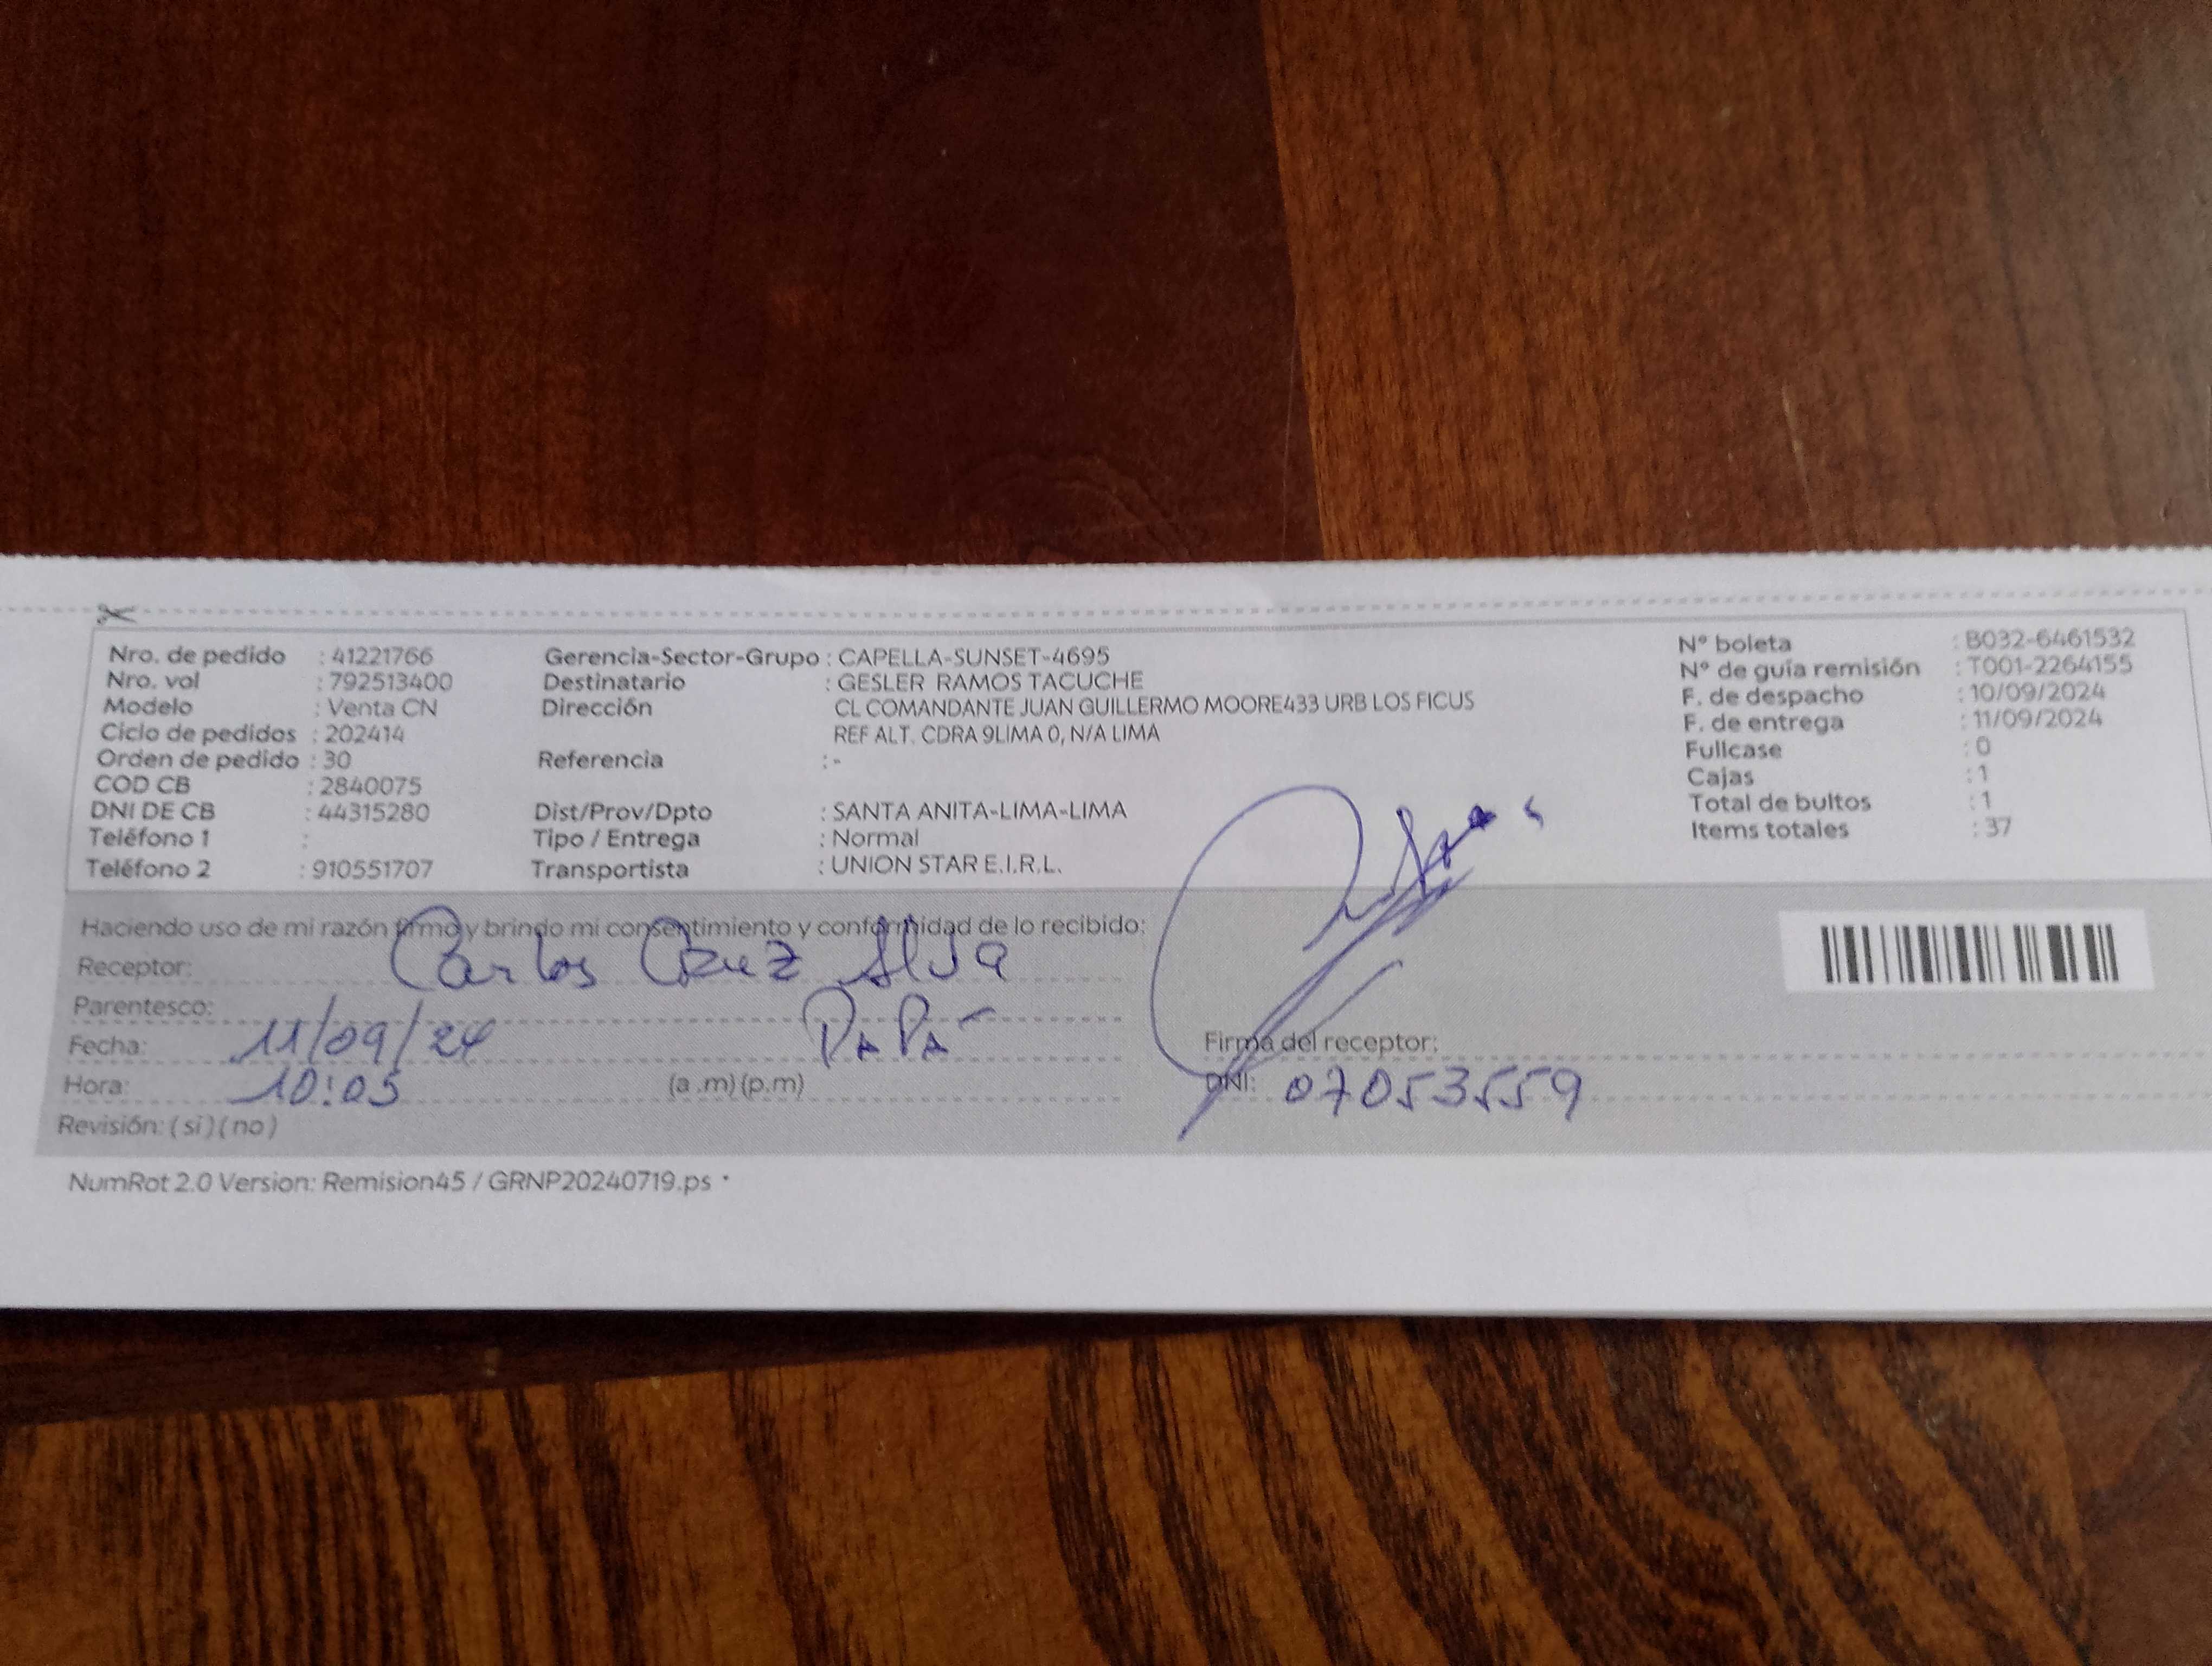 Nro. de pedido : 41221766
Nro. vol : 792513400
Modelo : Venta CN
Ciclo de pedidos : 202414
Orden de pedido : 30
COD CB : 2840075
DNI DE CB : 44315280
Teléfono 1 :
Teléfono 2 : 910551707
Gerencia-Sector-Grupo : CAPELLA-SUNSET-4695
Destinatario : GESLER RAMOS TACUCHE
Dirección CL COMANDANTE JUAN GUILLERMO MOORE433 URB LOS FICUS
REF ALT. CDRA 9LIMA 0, N/A LIMA
Referencia :-
Dist/Prov/Dpto : SANTA ANITA-LIMA-LIMA
Tipo / Entrega : Normal
Transportista : UNION STAR E.I.R.L.
N° boleta : B032-6461532
N° de guía remisión : T001-2264155
F. de despacho : 10/09/2024
F. de entrega : 11/09/2024
Fullcase : 0
Cajas : 1
Total de bultos : 1
Items totales : 37
Haciendo uso de mi razón firmo y brindo mi consentimiento y conformidad de lo recibido:
Receptor: Carlos Cruz
Parentesco: PAPÁ
Fecha: 11/09/24
Hora: 10:05 (a.m)(p.m)
Revisión: (si)(no)
Firma del receptor:
DNI: 07053559
NumRot 2.0 Version: Remision45 / GRNP20240719.ps